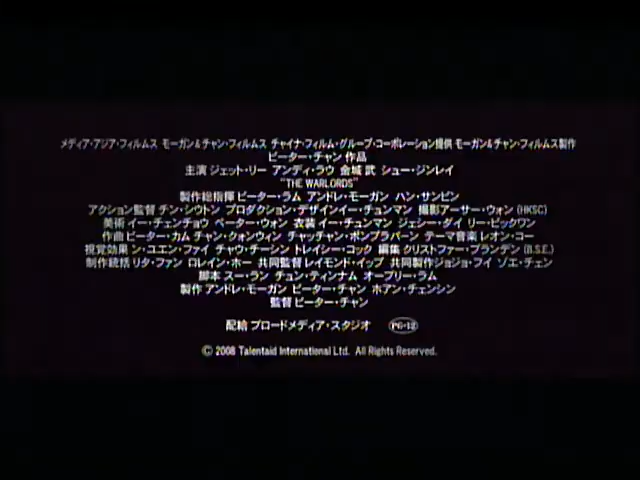 メディア・アジア・フィルムス モーガン&チャン・フィルムス チャイナ・フィルム・グループ・コーポレーション提供 モーガン&チャン・フィルムス製作
ピーター・チャン 作品
主演 ジェット・リー アンディ・ラウ 金城 武 シュー・ジンレイ
"THE WARLORDS"
製作総指揮 ピーター・ラム アンドレ・モーガン ハン・サンピン
アクション監督 チン・シウトン プロダクション・デザイン イー・チュンマン 撮影 アーサー・ウォン (HKSC)
美術 イー・チェンチョウ ペーター・ウォン 衣装 イー・チュンマン ジェシー・ダイ リー・ピックワン
作曲 ピーター・カム チャン・クォンウィン チャッチャン・ポンプラパーン テーマ音楽 レオン・コー
視覚効果 ン・ユエン・ファイ チャウ・チーシン トレイシー・コック 編集 クリストファー・ブランデン (B.S.E.)
制作統括 リタ・ファン ロレイン・ホー 共同監督 レイモンド・イップ 共同製作 ジョジョ・フイ ゾエ・チェン
脚本 スー・ラン チュン・ティンナム オーブリー・ラム
製作 アンドレ・モーガン ピーター・チャン ホアン・チェンシン
監督 ピーター・チャン
配給 ブロードメディア・スタジオ PG-12
© 2008 Talentaid International Ltd. All Rights Reserved.